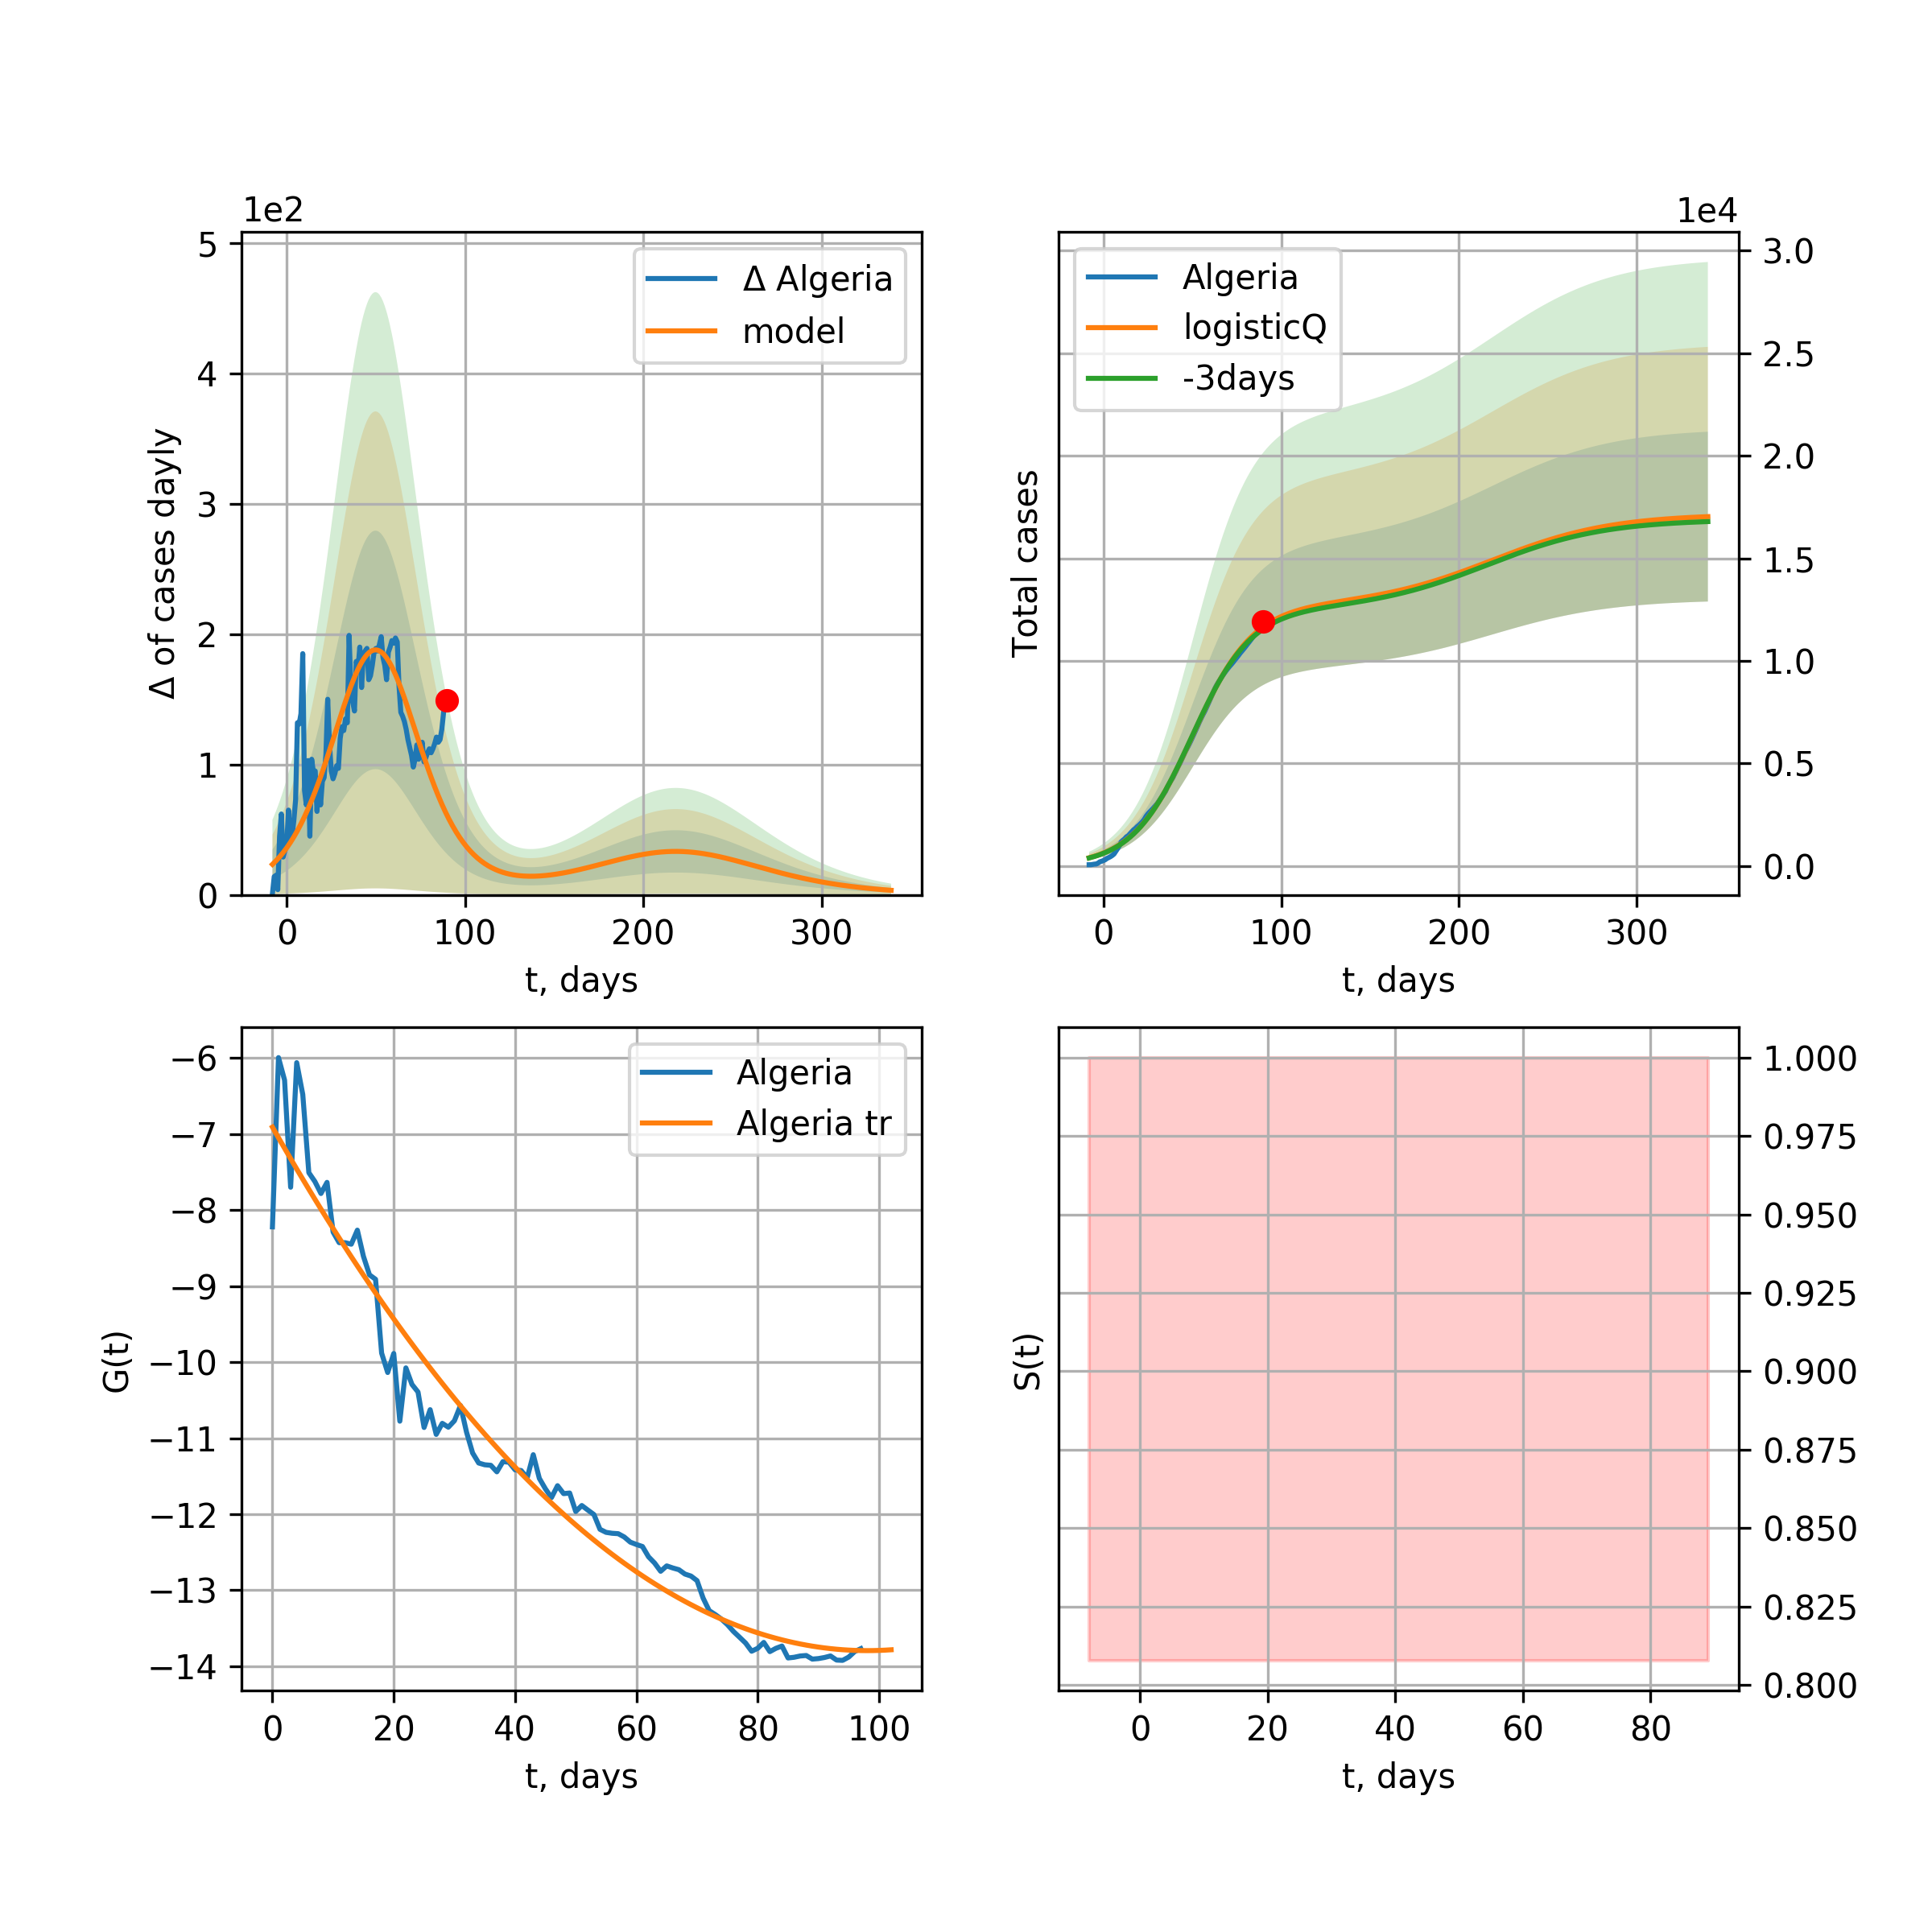 1e2
5
4
3
2
1
0
Δ of cases dayly
Δ Algeria
model
0
100
200
300
t, days
1e4
3.0
2.5
2.0
1.5
1.0
0.5
0.0
Total cases
Algeria
logisticQ
-3days
0
100
200
300
t, days
−6
−7
−8
−9
−10
−11
−12
−13
−14
G(t)
Algeria
Algeria tr
0
20
40
60
80
100
t, days
1.000
0.975
0.950
0.925
0.900
0.875
0.850
0.825
0.800
S(t)
0
20
40
60
80
t, days